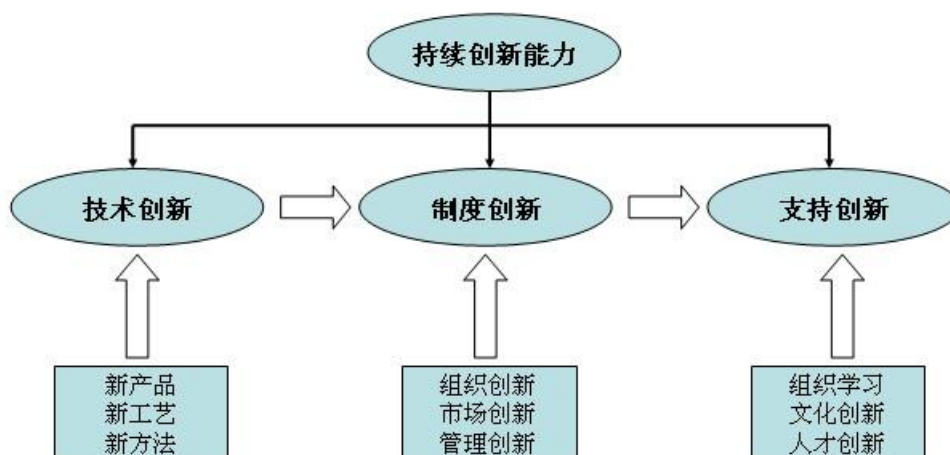 持续创新能力
技术创新
制度创新
支持创新
新产品
新工艺
新方法
组织创新
市场创新
管理创新
组织学习
文化创新
人才创新